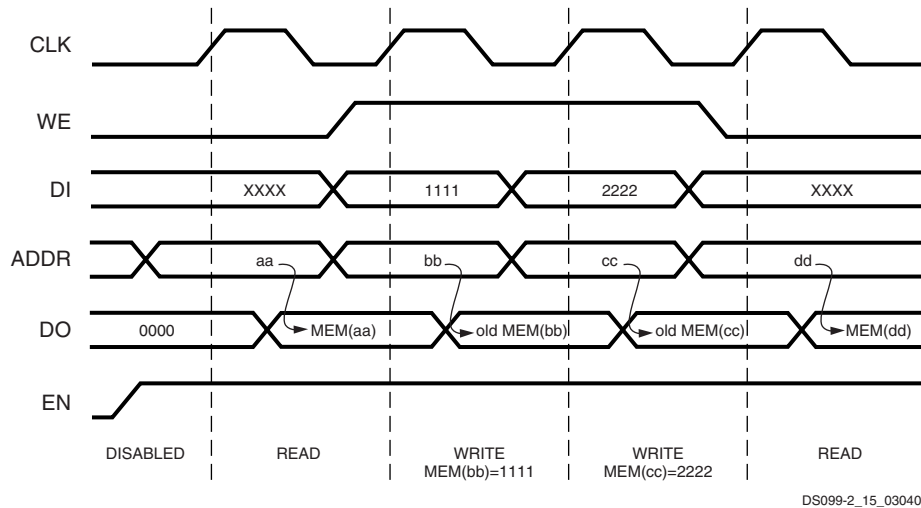 CLK
WE
DI XXXX 1111 2222 XXXX
ADDR aa bb cc dd
DO 0000 MEM(aa) old MEM(bb) old MEM(cc) MEM(dd)
EN
DISABLED READ WRITE WRITE READ
MEM(bb)=1111 MEM(cc)=2222
DS099-2_15_03040